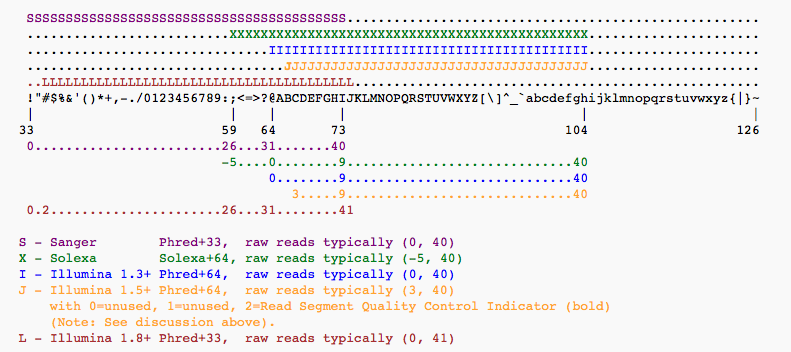 SSSSSSSSSSSSSSSSSSSSSSSSSSSSSSSSSSSSSSSSS.....................................................
..........................XXXXXXXXXXXXXXXXXXXXXXXXXXXXXXXXXXXXXXXXXXXXXX......................
...............................IIIIIIIIIIIIIIIIIIIIIIIIIIIIIIIIIIIIIIIII......................
.................................JJJJJJJJJJJJJJJJJJJJJJJJJJJJJJJJJJJJJJJ......................
..LLLLLLLLLLLLLLLLLLLLLLLLLLLLLLLLLLLLLLLL....................................................
!"#$%&'()*+,-./0123456789:;<=>?@ABCDEFGHIJKLMNOPQRSTUVWXYZ[\]^_`abcdefghijklmnopqrstuvwxyz{|}~
| | | | | |
33 59 64 73 104 126
0........................26...31.......40
-5....0........9.............................40
0........9.............................40
3.....9.............................40
0.2......................26...31........41
S - Sanger        Phred+33,  raw reads typically (0, 40)
X - Solexa        Solexa+64, raw reads typically (-5, 40)
I - Illumina 1.3+ Phred+64,  raw reads typically (0, 40)
J - Illumina 1.5+ Phred+64,  raw reads typically (3, 40)
with 0=unused, 1=unused, 2=Read Segment Quality Control Indicator (bold)
(Note: See discussion above).
L - Illumina 1.8+ Phred+33,  raw reads typically (0, 41)